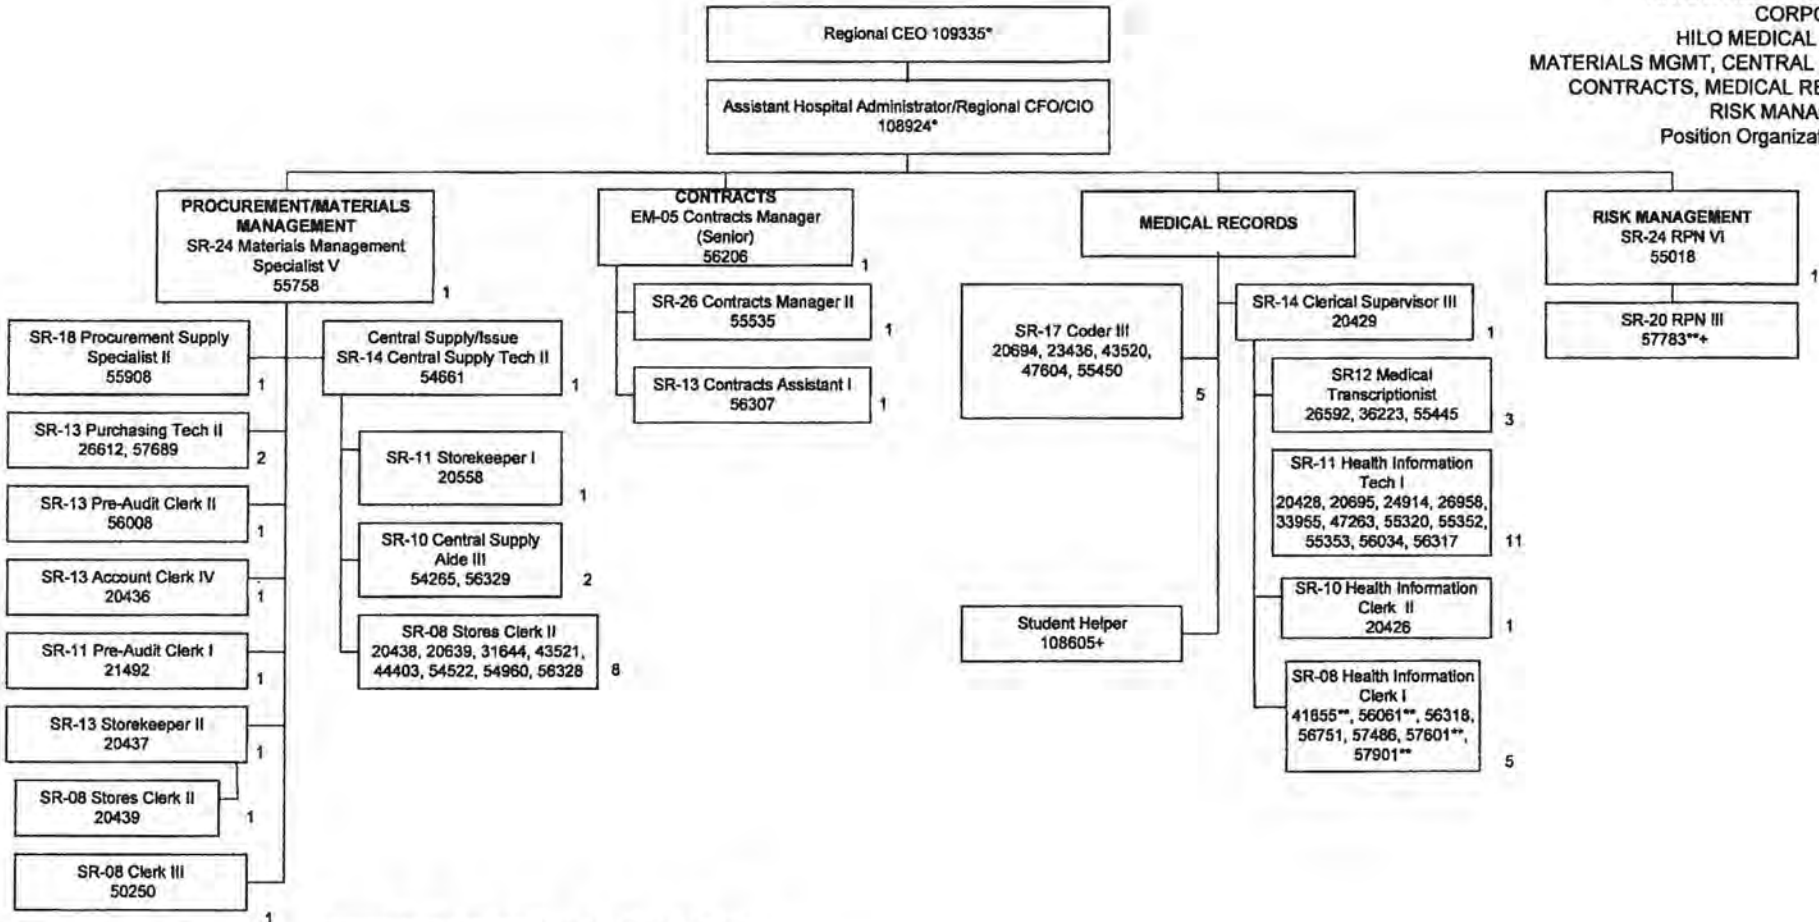 CORPO
HILO MEDICAL
MATERIALS MGMT, CENTRAL
CONTRACTS, MEDICAL RE
RISK MANA
Position Organizat
Regional CEO 109335*
Assistant Hospital Administrator/Regional CFO/CIO
108924*
PROCUREMENT/MATERIALS
MANAGEMENT
SR-24 Materials Management
Specialist V
55758
1
SR-18 Procurement Supply
Specialist II
55908
1
SR-13 Purchasing Tech II
26612, 57689
2
SR-13 Pre-Audit Clerk II
56008
1
SR-13 Account Clerk IV
20436
1
SR-11 Pre-Audit Clerk I
21492
1
SR-13 Storekeeper II
20437
1
SR-08 Stores Clerk II
20439
1
SR-08 Clerk III
50250
1
Central Supply/Issue
SR-14 Central Supply Tech II
54661
1
SR-11 Storekeeper I
20558
1
SR-10 Central Supply
Aide III
54265, 56329
2
SR-08 Stores Clerk II
20438, 20639, 31644, 43521,
44403, 54522, 54960, 56328
8
CONTRACTS
EM-05 Contracts Manager
(Senior)
56206
1
SR-26 Contracts Manager II
55535
1
SR-13 Contracts Assistant I
56307
1
MEDICAL RECORDS
SR-17 Coder III
20694, 23436, 43520,
47604, 55450
5
Student Helper
108605+
SR-14 Clerical Supervisor III
20429
1
SR12 Medical
Transcriptionist
26592, 36223, 55445
3
SR-11 Health Information
Tech I
20428, 20695, 24914, 26958,
33955, 47263, 55320, 55352,
55353, 56034, 56317
11
SR-10 Health Information
Clerk II
20426
1
SR-08 Health Information
Clerk I
41855**, 56061**, 56318,
56751, 57486, 57601**,
57901**
5
RISK MANAGEMENT
SR-24 RPN VI
55018
1
SR-20 RPN III
57783**+